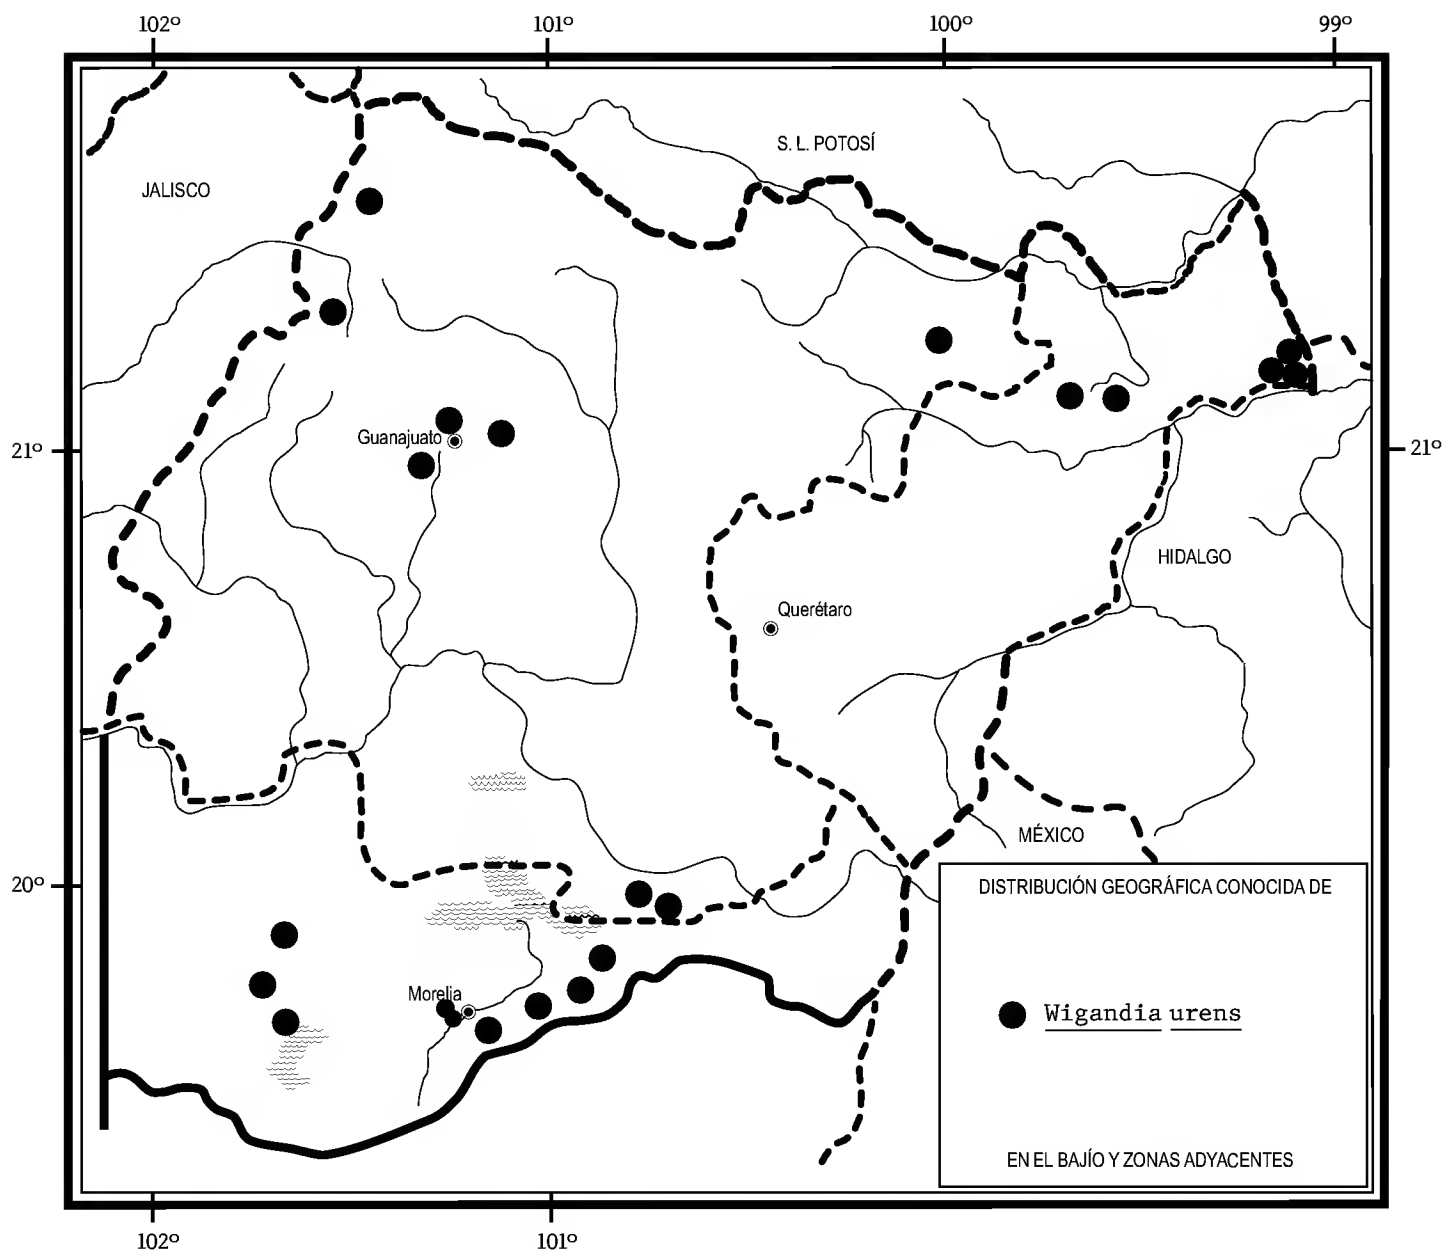 102º
101º
100º
99º
S. L. POTOSÍ
JALISCO
Guanajuato
21º
21º
HIDALGO
Querétaro
MÉXICO
20º
DISTRIBUCIÓN GEOGRÁFICA CONOCIDA DE
Morelia
Wigandia urens
EN EL BAJÍO Y ZONAS ADYACENTES
102º
101º